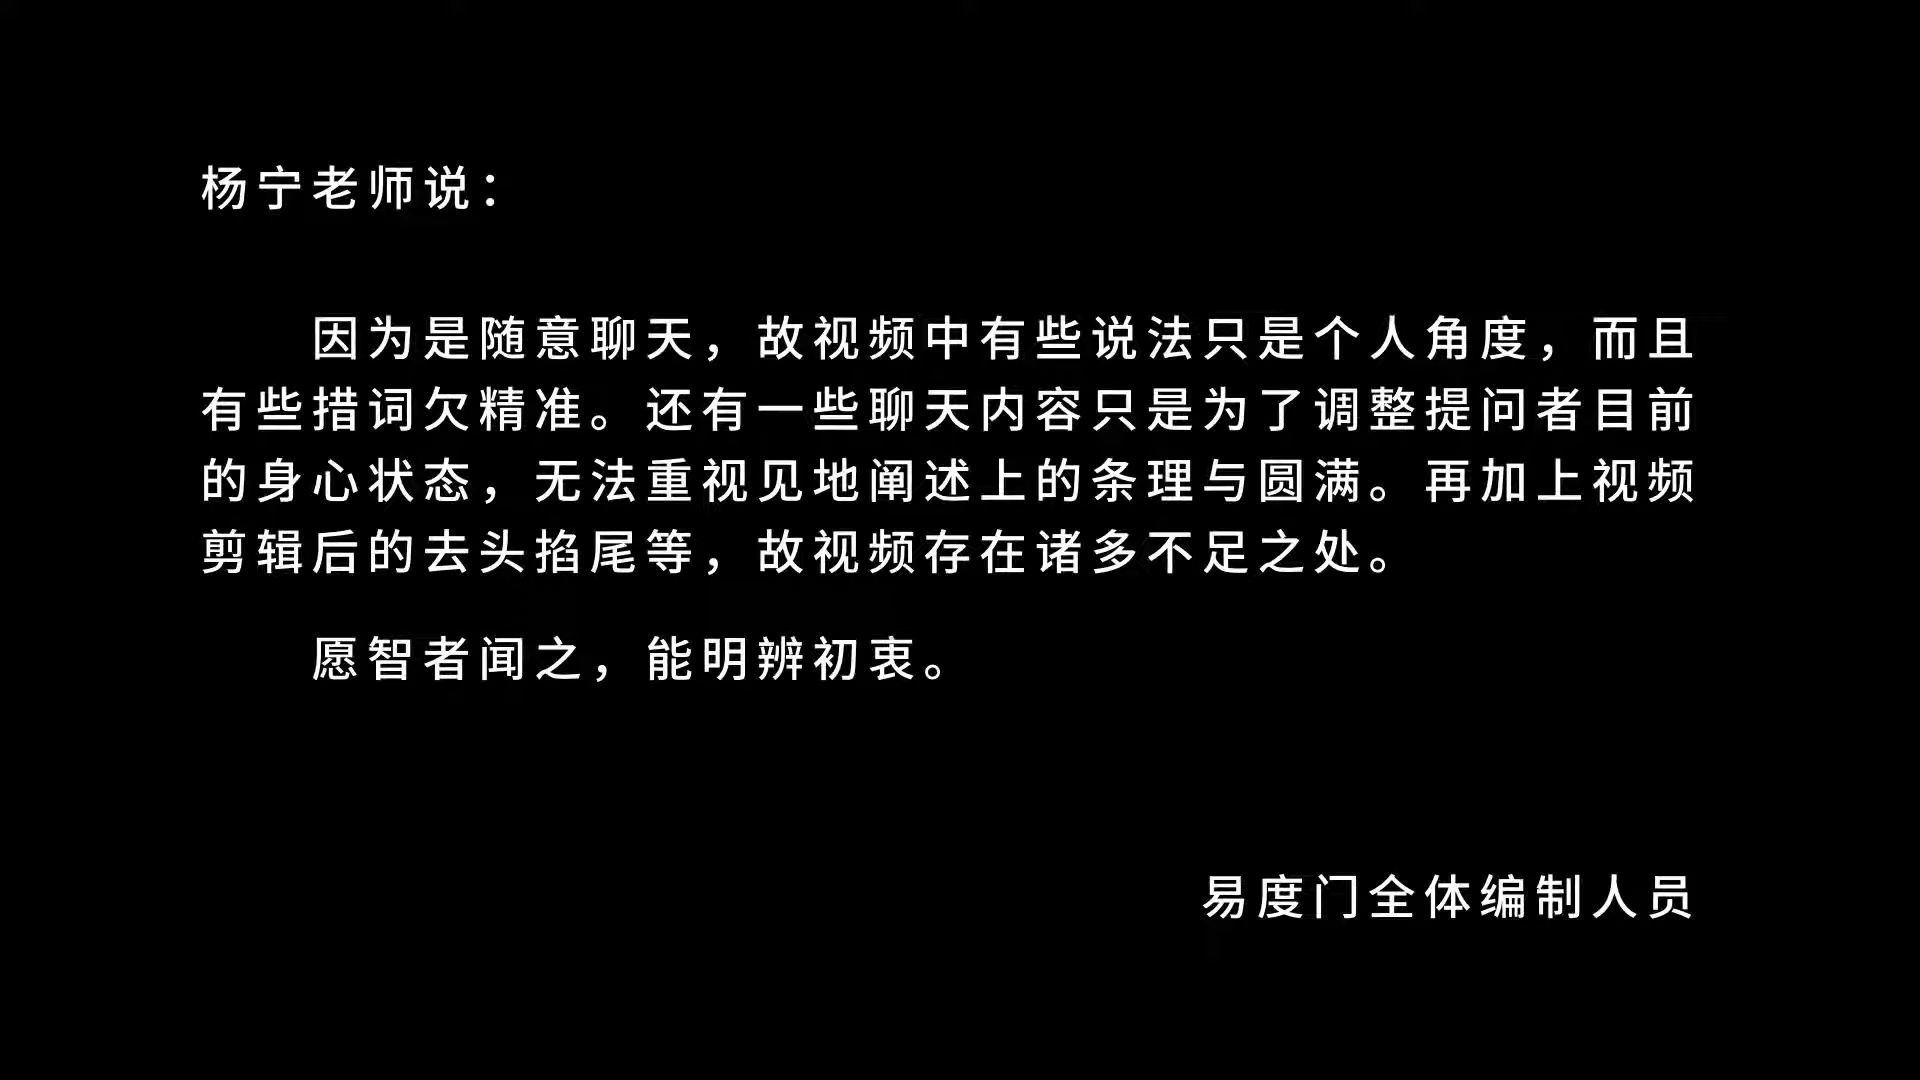 杨宁老师说：
因为是随意聊天，故视频中有些说法只是个人角度，而且
有些措词欠精准。还有一些聊天内容只是为了调整提问者目前
的身心状态，无法重视见地阐述上的条理与圆满。再加上视频
剪辑后的去头掐尾等，故视频存在诸多不足之处。
愿智者闻之，能明辨初衷。
易度门全体编制人员